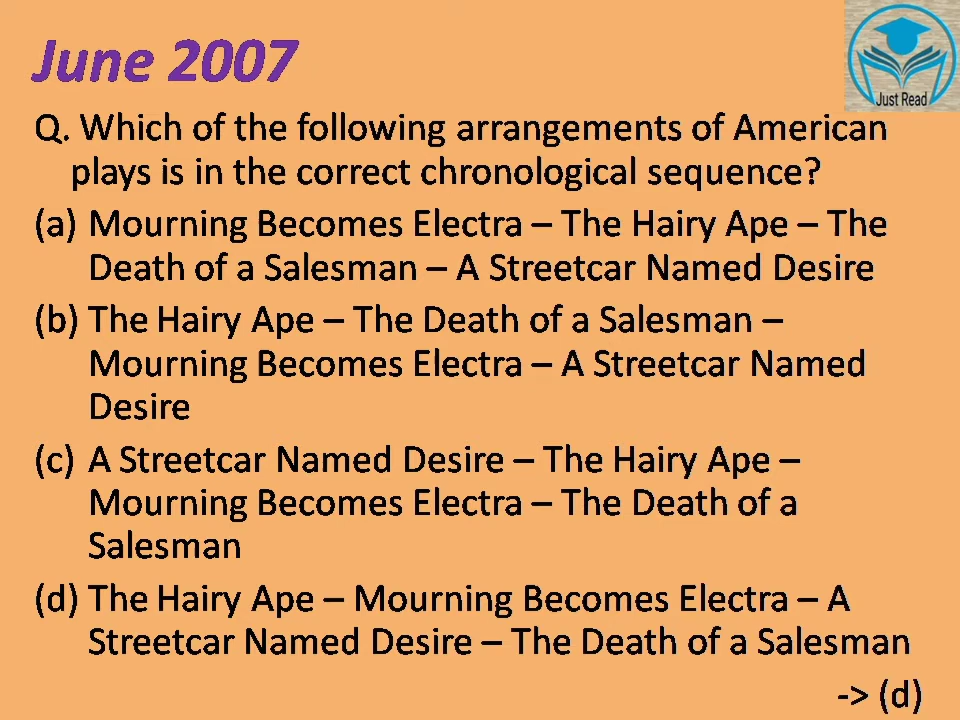 June 2007
Just Read
Q. Which of the following arrangements of American
plays is in the correct chronological sequence?
(a) Mourning Becomes Electra – The Hairy Ape – The
Death of a Salesman – A Streetcar Named Desire
(b) The Hairy Ape – The Death of a Salesman –
Mourning Becomes Electra – A Streetcar Named
Desire
(c) A Streetcar Named Desire – The Hairy Ape –
Mourning Becomes Electra – The Death of a
Salesman
(d) The Hairy Ape – Mourning Becomes Electra – A
Streetcar Named Desire – The Death of a Salesman
-> (d)